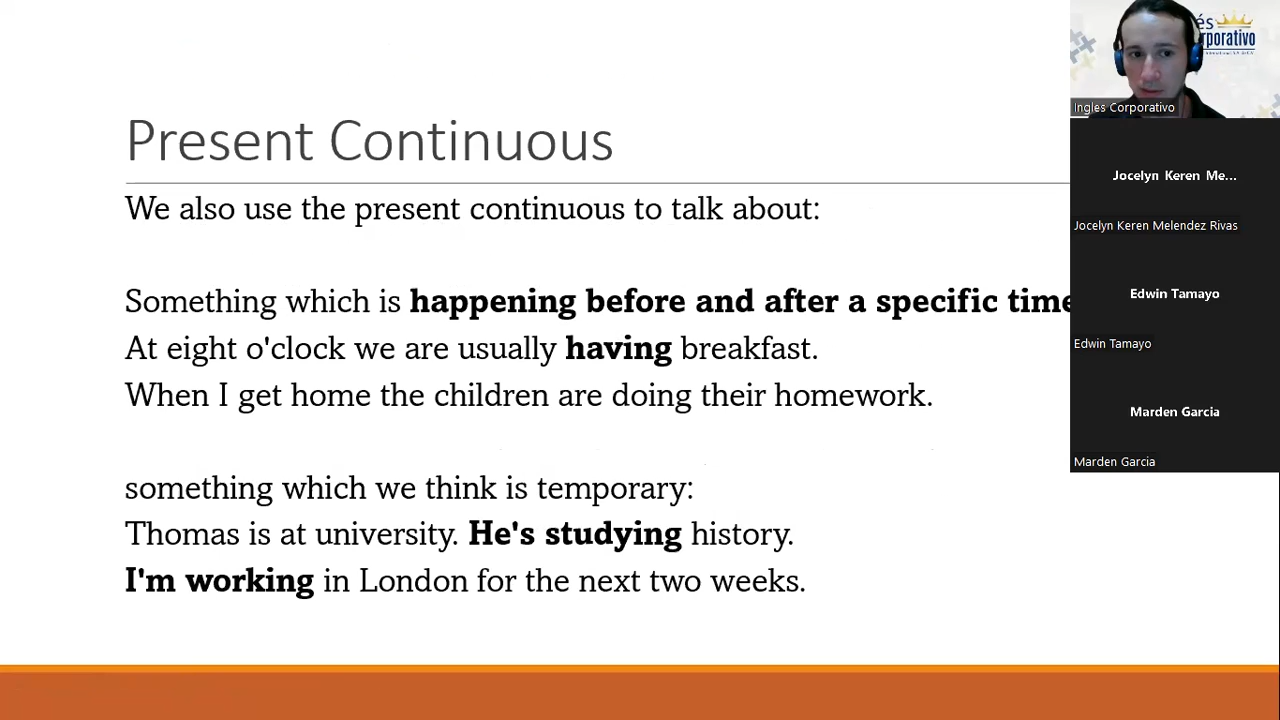 Present Continuous
We also use the present continuous to talk about:
Something which is happening before and after a specific time
At eight o'clock we are usually having breakfast.
When I get home the children are doing their homework.
something which we think is temporary:
Thomas is at university. He's studying history.
I'm working in London for the next two weeks.
és
rporativo
Ingles Corporativo
Jocelyn Keren Me...
Jocelyn Keren Melendez Rivas
Edwin Tamayo
Edwin Tamayo
Marden Garcia
Marden Garcia